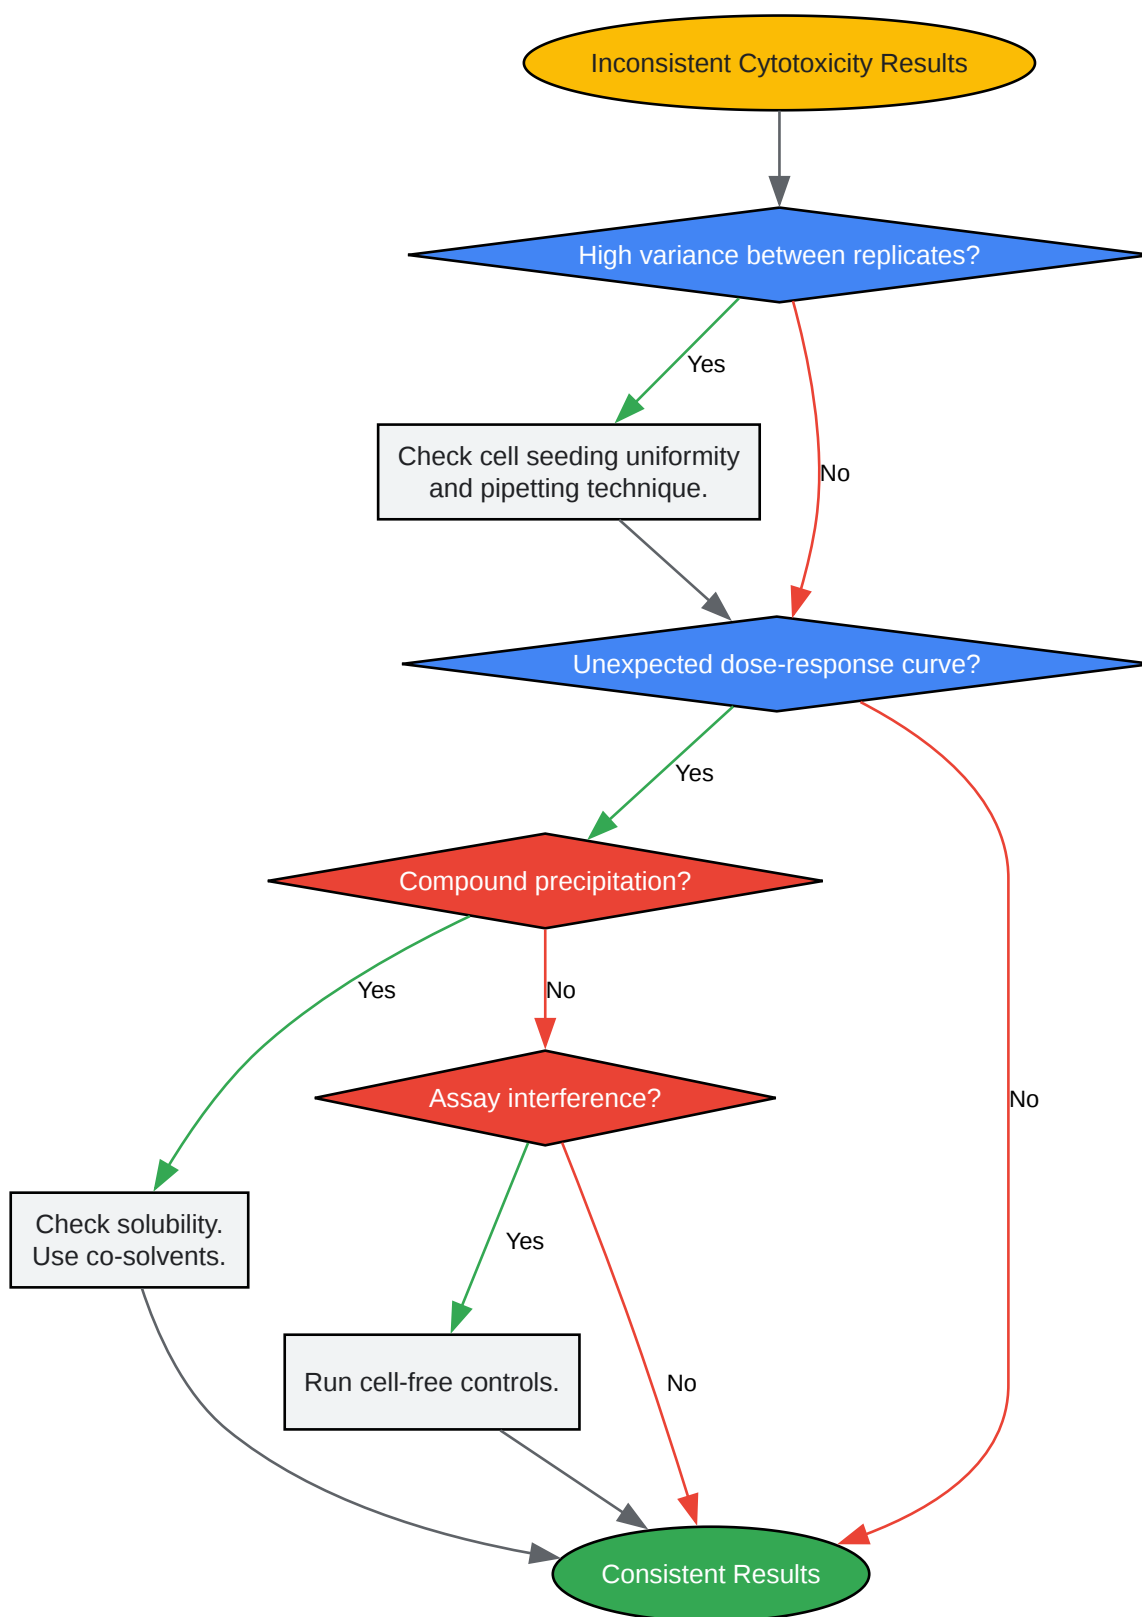 Inconsistent Cytotoxicity Results
High variance between replicates?
Yes
Check cell seeding uniformity
and pipetting technique.
No
Unexpected dose-response curve?
Yes
Compound precipitation?
Yes
No
Assay interference?
No
Check solubility.
Use co-solvents.
Yes
Run cell-free controls.
No
Consistent Results